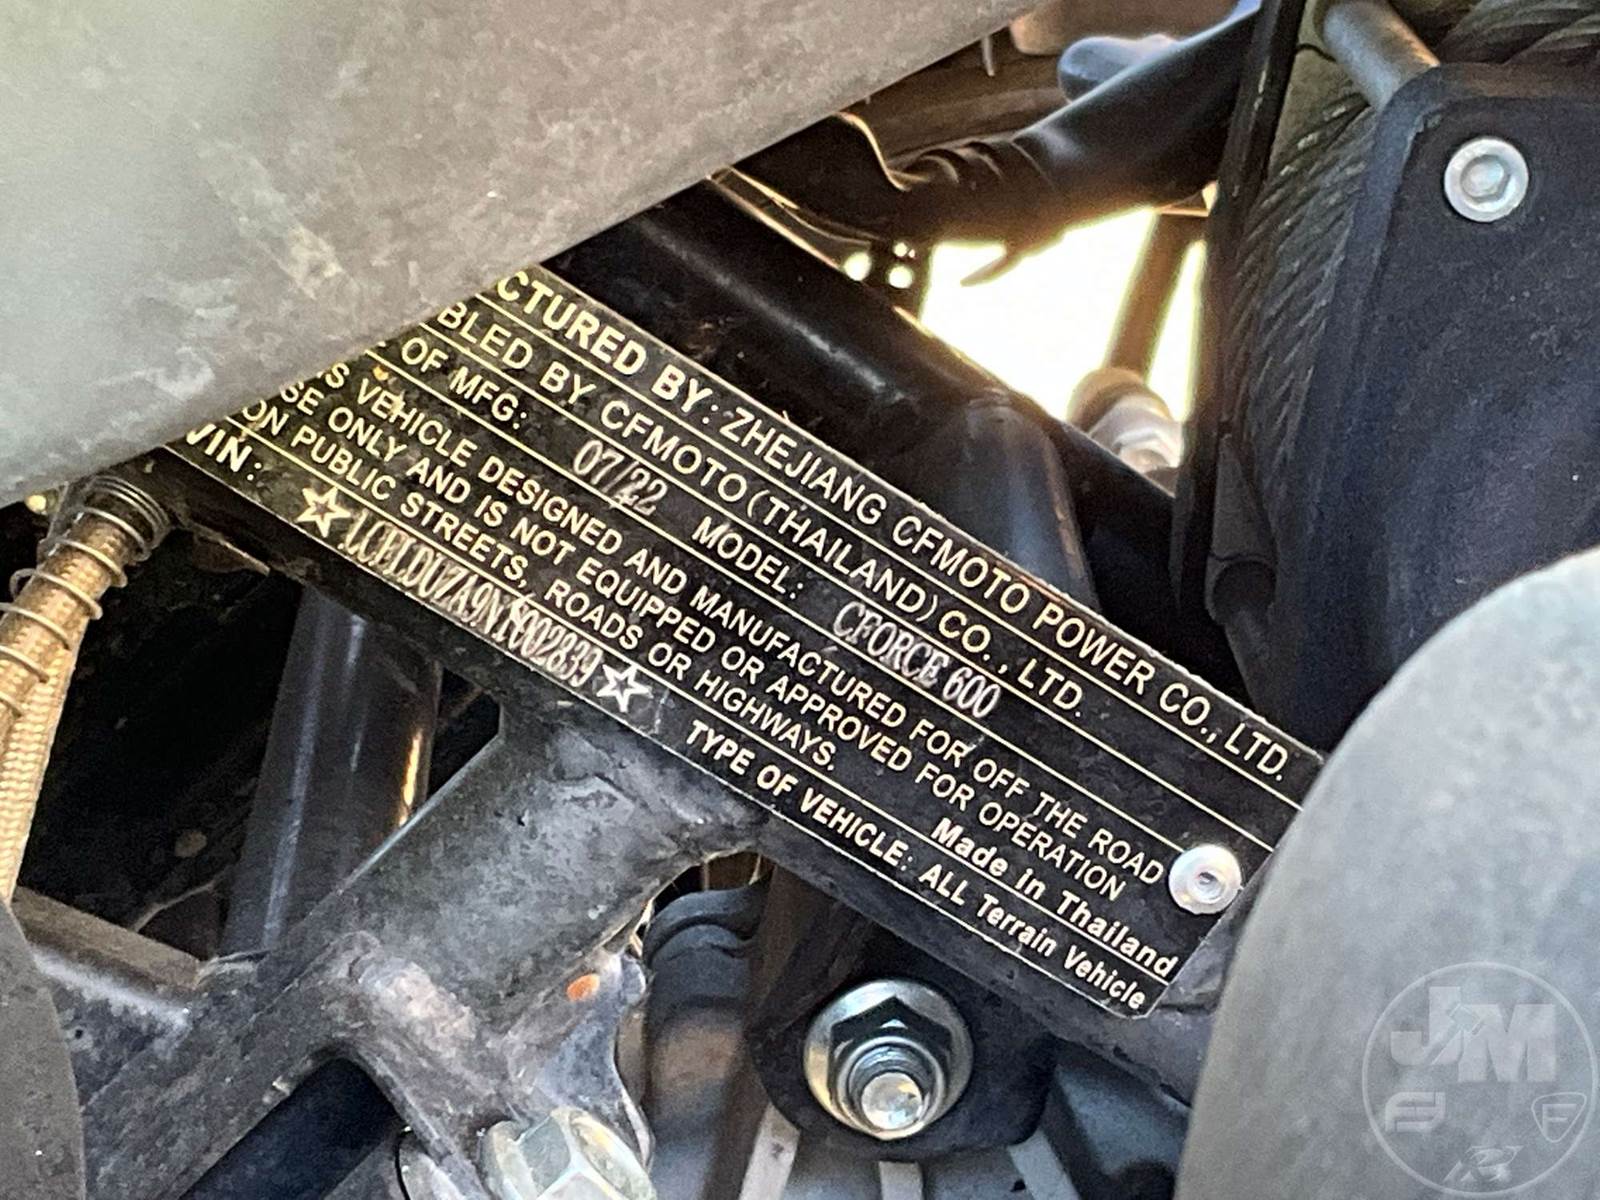 CTURED BY: ZHEJIANG CFMOTO POWER CO., LTD.
BLED BY CFMOTO (THAILAND) CO., LTD.
OF MFG: 07/22 MODEL: CFORCE 600
IS VEHICLE DESIGNED AND MANUFACTURED FOR OFF THE ROAD
SE ONLY AND IS NOT EQUIPPED OR APPROVED FOR OPERATION
ON PUBLIC STREETS, ROADS OR HIGHWAYS. Made in Thailand
VIN: TYPE OF VEHICLE: ALL Terrain Vehicle
JM